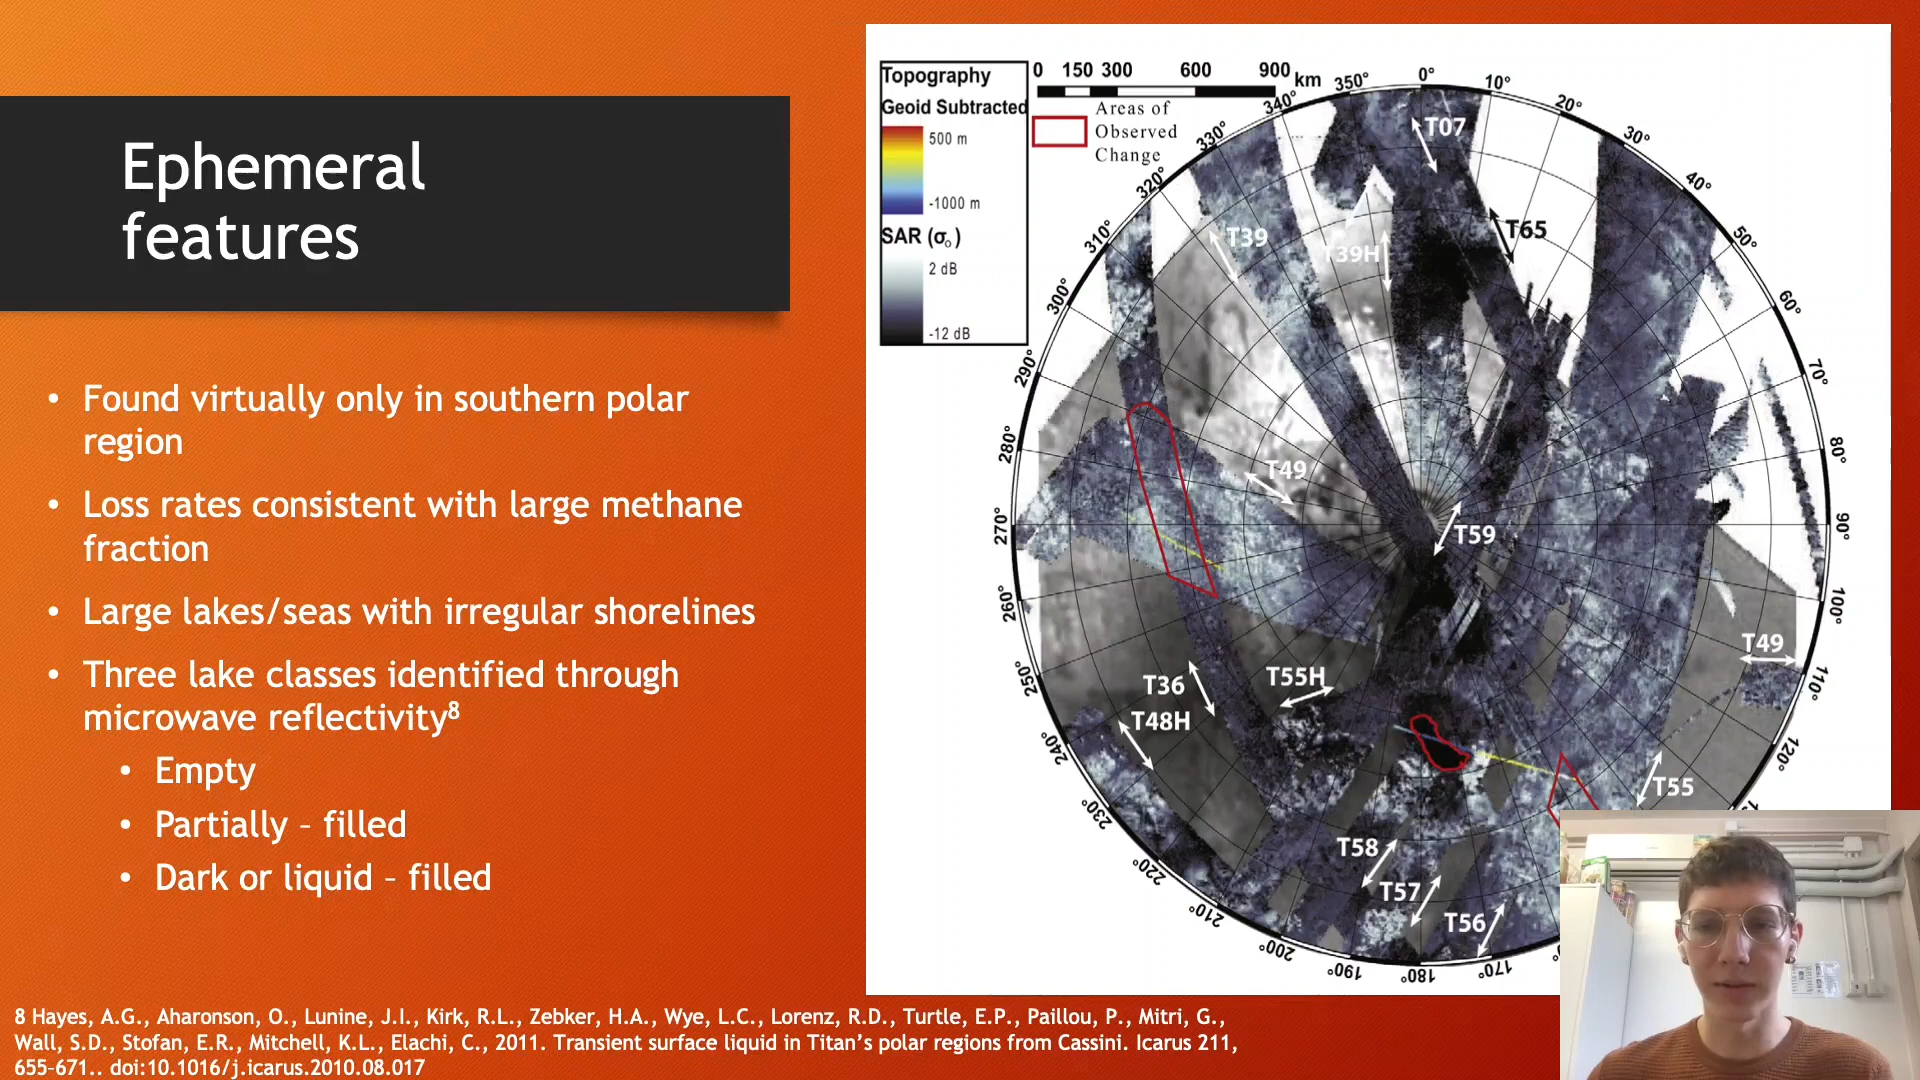 Ephemeral
features
• Found virtually only in southern polar
region
• Loss rates consistent with large methane
fraction
• Large lakes/seas with irregular shorelines
• Three lake classes identified through
microwave reflectivity⁸
• Empty
• Partially – filled
• Dark or liquid – filled
Topography
Geoid Subtracted
500 m
-1000 m
SAR (σ₀)
2 dB
-12 dB
0 150 300 600 900 km
Areas of
Observed
Change
0°
10°
20°
30°
40°
50°
60°
70°
80°
90°
100°
110°
120°
170°
180°
190°
200°
210°
220°
230°
240°
250°
260°
270°
280°
290°
300°
310°
320°
330°
340°
350°
T07
T65
T39
T39H
T49
T59
T49
T36
T55H
T48H
T55
T58
T57
T56
8 Hayes, A.G., Aharonson, O., Lunine, J.I., Kirk, R.L., Zebker, H.A., Wye, L.C., Lorenz, R.D., Turtle, E.P., Paillou, P., Mitri, G.,
Wall, S.D., Stofan, E.R., Mitchell, K.L., Elachi, C., 2011. Transient surface liquid in Titan’s polar regions from Cassini. Icarus 211,
655–671.. doi:10.1016/j.icarus.2010.08.017